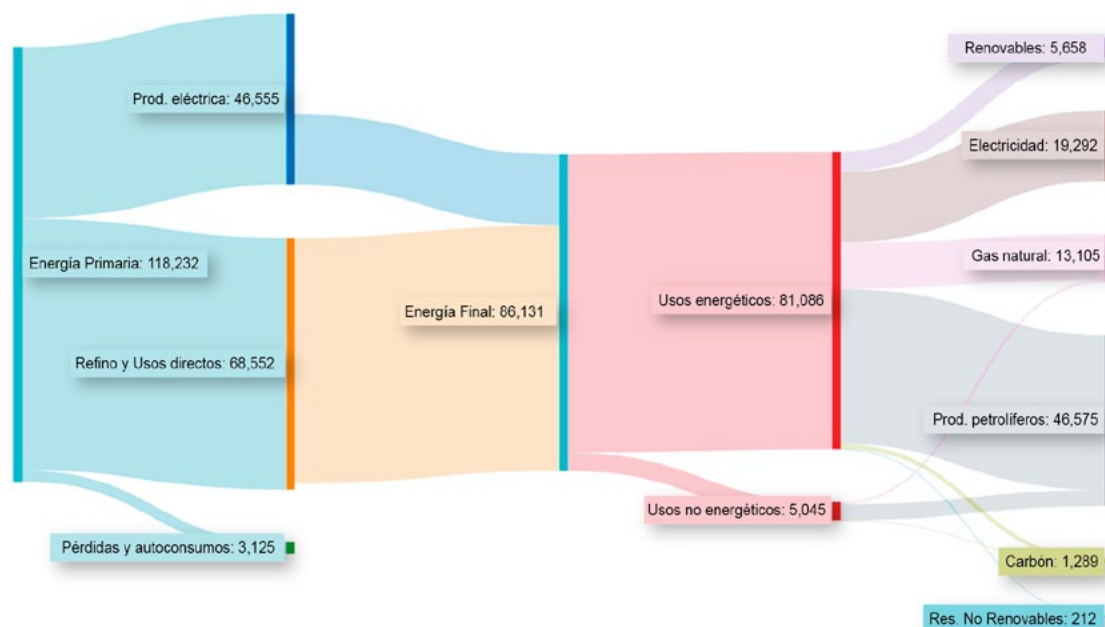 Prod. eléctrica: 46,555
Energía Primaria: 118,232
Refino y Usos directos: 68,552
Pérdidas y autoconsumos: 3,125
Energía Final: 86,131
Usos energéticos: 81,086
Usos no energéticos: 5,045
Renovables: 5,658
Electricidad: 19,292
Gas natural: 13,105
Prod. petrolíferos: 46,575
Carbón: 1,289
Res. No Renovables: 212